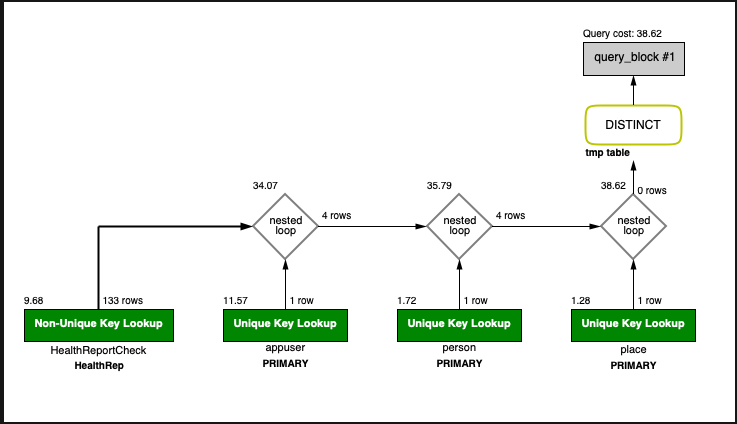 Query cost: 38.62
query_block #1
DISTINCT
tmp table
34.07
35.79
38.62
0 rows
nested
loop
4 rows
nested
loop
4 rows
nested
loop
9.68
133 rows
11.57
1 row
1.72
1 row
1.28
1 row
Non-Unique Key Lookup
Unique Key Lookup
Unique Key Lookup
Unique Key Lookup
HealthReportCheck
appuser
person
place
HealthRep
PRIMARY
PRIMARY
PRIMARY